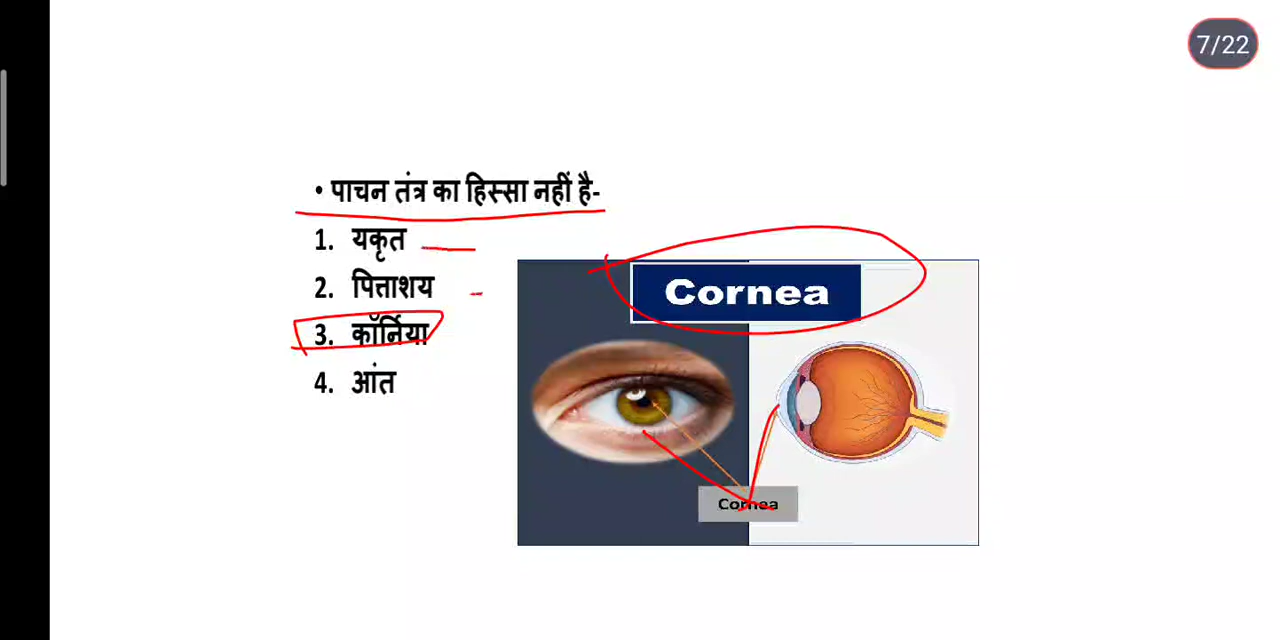 7/22
• पाचन तंत्र का हिस्सा नहीं है-
1. यकृत
2. पित्ताशय
3. कॉर्निया
4. आंत
Cornea
Cornea